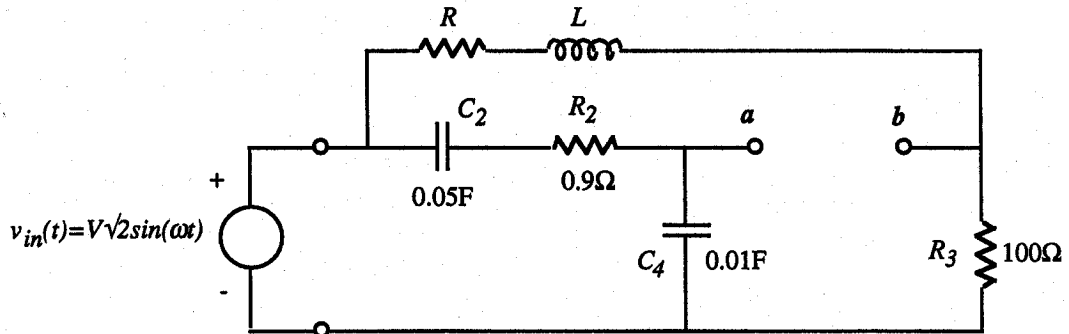 R
L
C2
R2
a
b
0.05F
0.9Ω
+
vin(t)=V√2sin(ωt)
-
C4
0.01F
R3
100Ω